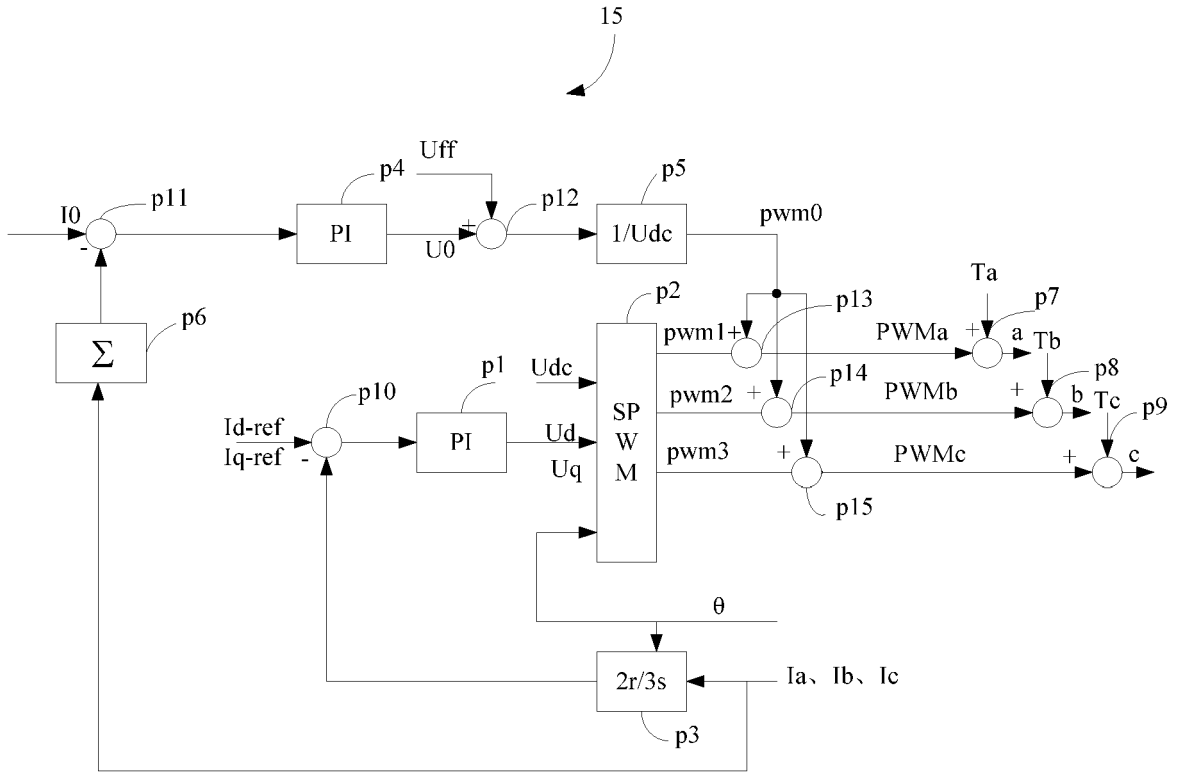 15
Uff
p4
p5
p11
p12
I0
+
PI
1/Udc
pwm0
-
U0
Ta
p2
p13
p7
p6
pwm1+
PWMa
+
a
Tb
Σ
p1
Udc
p14
p8
p10
pwm2
+
PWMb
+
b
Tc
p9
SP
W
M
Id-ref
Iq-ref
-
PI
Ud
Uq
pwm3
+
PWMc
+
c
p15
θ
2r/3s
Ia、Ib、Ic
p3